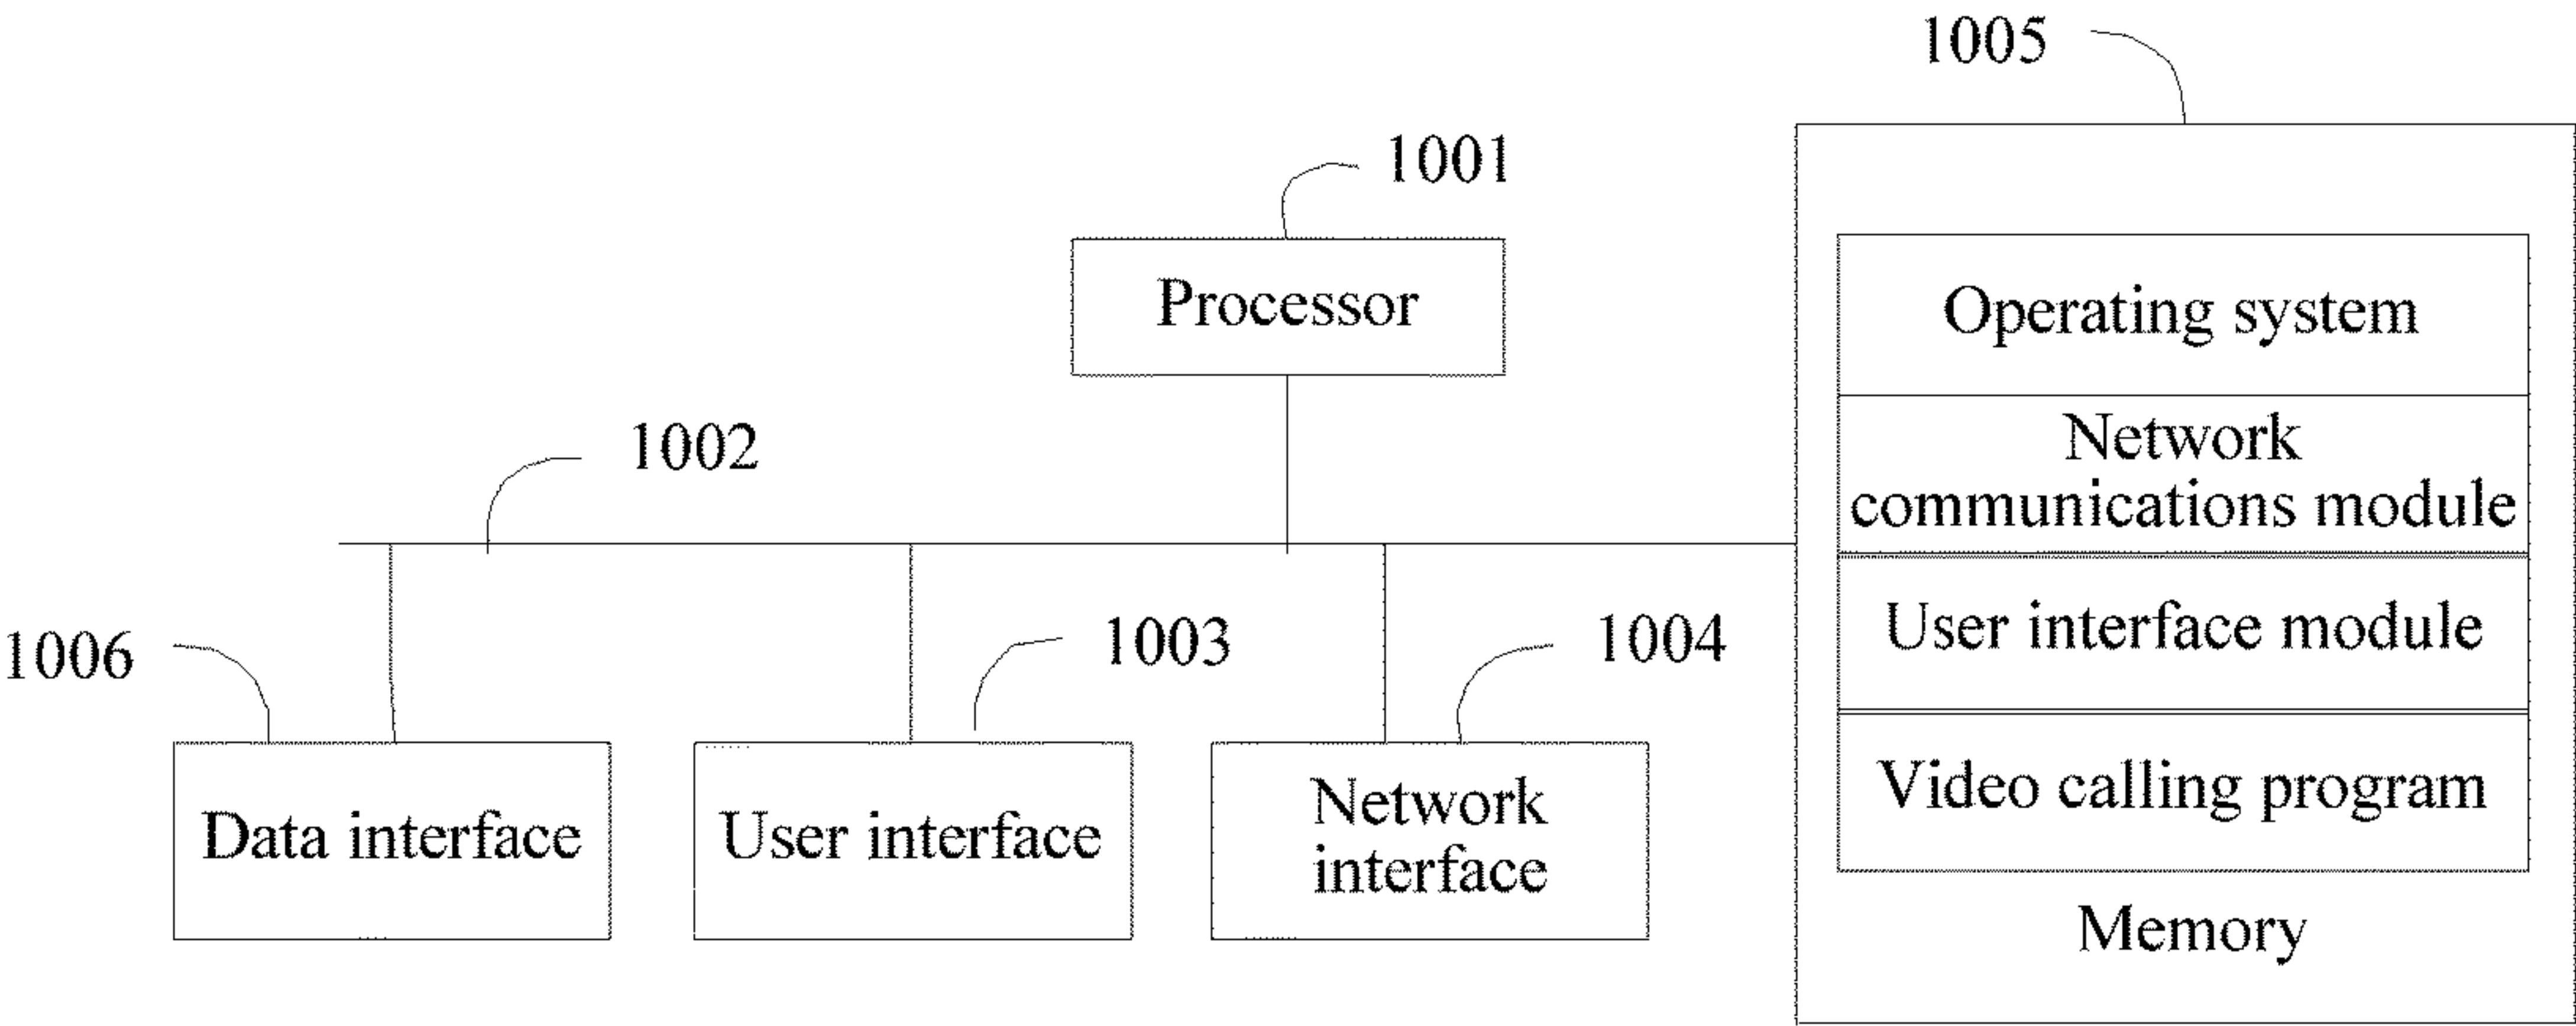 1005
1001
Processor
Operating system
Network
communications module
1002
User interface module
1006
1003
1004
Data interface
User interface
Network
interface
Video calling program
Memory